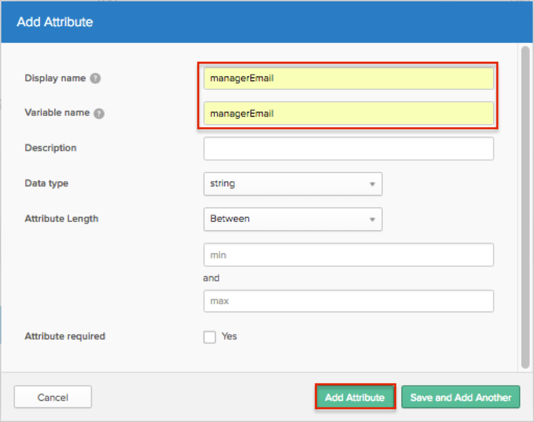 Add Attribute
Display name ?
managerEmail
Variable name ?
managerEmail
Description
Data type
string
Attribute Length
Between
min
and
max
Attribute required
Yes
Cancel
Add Attribute
Save and Add Another